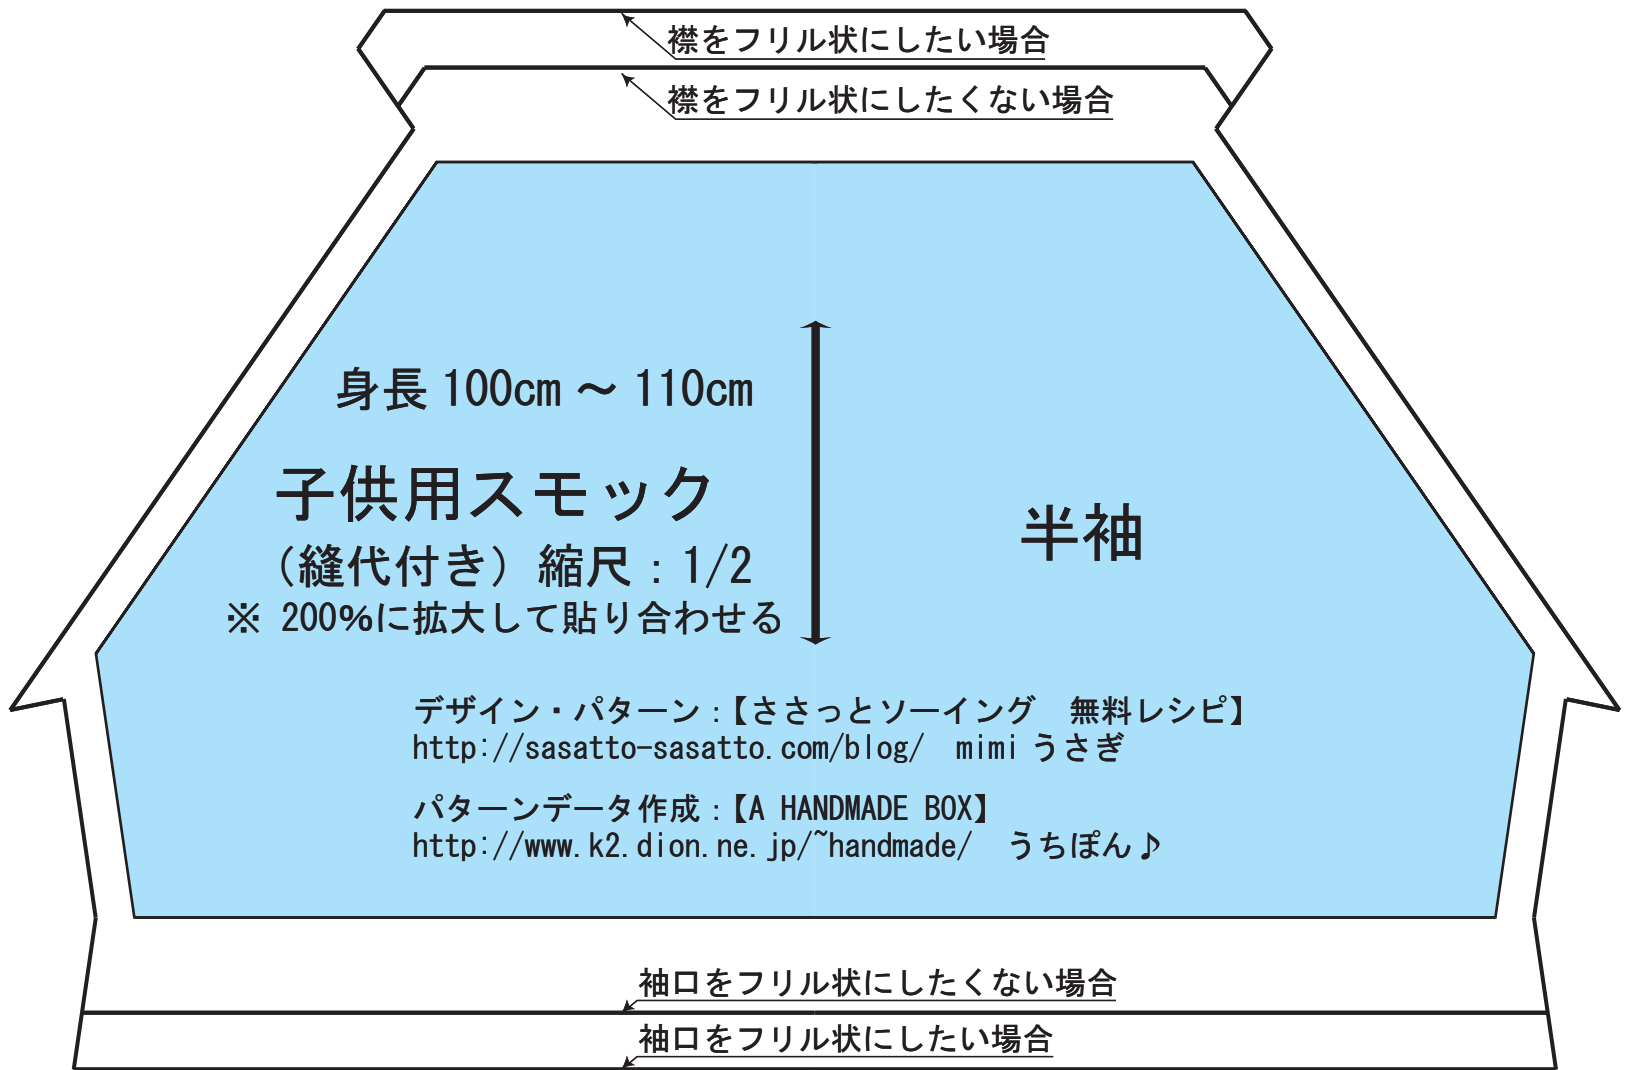 襟をフリル状にしたい場合
襟をフリル状にしたくない場合
身長 100cm ～ 110cm
子供用スモック
（縫代付き）縮尺：1/2
※ 200%に拡大して貼り合わせる
半袖
デザイン・パターン：【ささっとソーイング　無料レシピ】
http://sasatto-sasatto.com/blog/　mimi うさぎ
パターンデータ作成：【A HANDMADE BOX】
http://www.k2.dion.ne.jp/~handmade/　うちぽん♪
袖口をフリル状にしたくない場合
袖口をフリル状にしたい場合